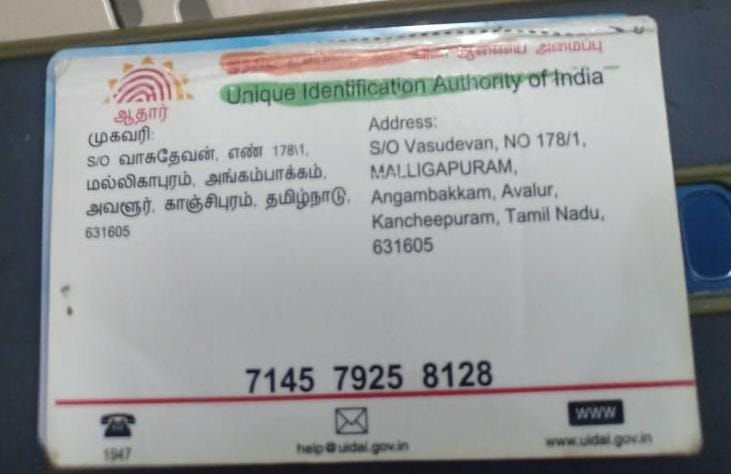 ஆணைய அமைப்பு
Unique Identification Authority of India
ஆதார்
முகவரி:
S/O வாசுதேவன், எண் 178\1,
மல்லிகாபுரம், அங்கம்பாக்கம்,
அவளூர், காஞ்சிபுரம், தமிழ்நாடு,
631605
Address:
S/O Vasudevan, NO 178/1,
MALLIGAPURAM,
Angambakkam, Avalur,
Kancheepuram, Tamil Nadu,
631605
7145 7925 8128
1947
help@uidai.gov.in
WWW
www.uidai.gov.in